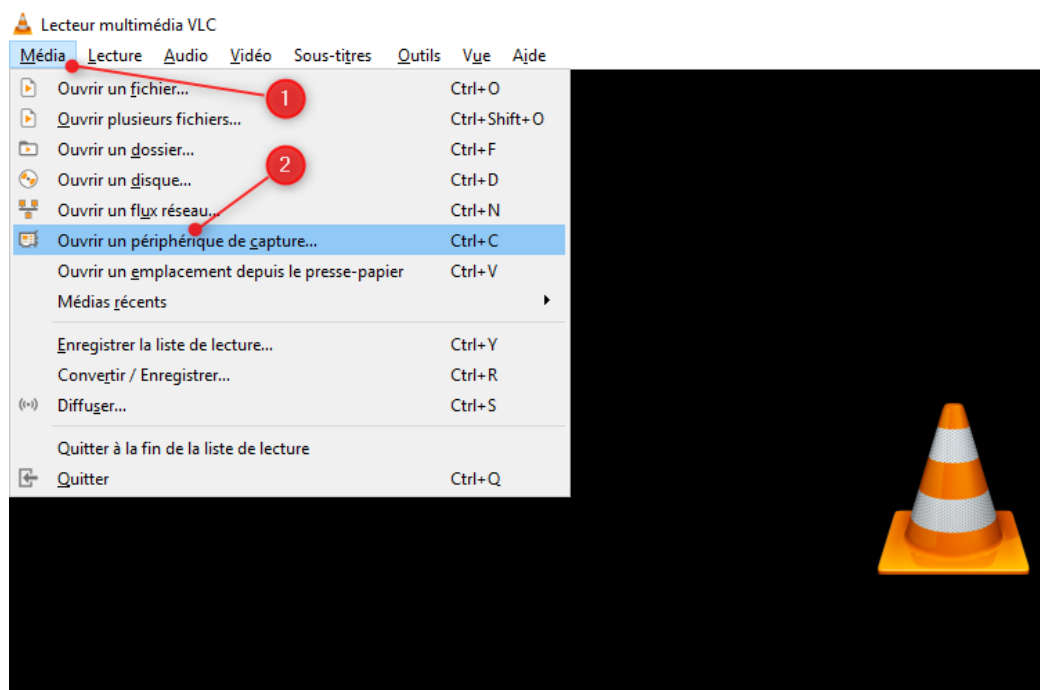 Lecteur multimédia VLC
Média Lecture Audio Vidéo Sous-titres Outils Vue Aide
Ouvrir un fichier... Ctrl+O
1
Ouvrir plusieurs fichiers... Ctrl+Shift+O
Ouvrir un dossier... Ctrl+F
2
Ouvrir un disque... Ctrl+D
Ouvrir un flux réseau... Ctrl+N
Ouvrir un périphérique de capture... Ctrl+C
Ouvrir un emplacement depuis le presse-papier Ctrl+V
Médias récents
Enregistrer la liste de lecture... Ctrl+Y
Convertir / Enregistrer... Ctrl+R
Diffuser... Ctrl+S
Quitter à la fin de la liste de lecture
Quitter Ctrl+Q